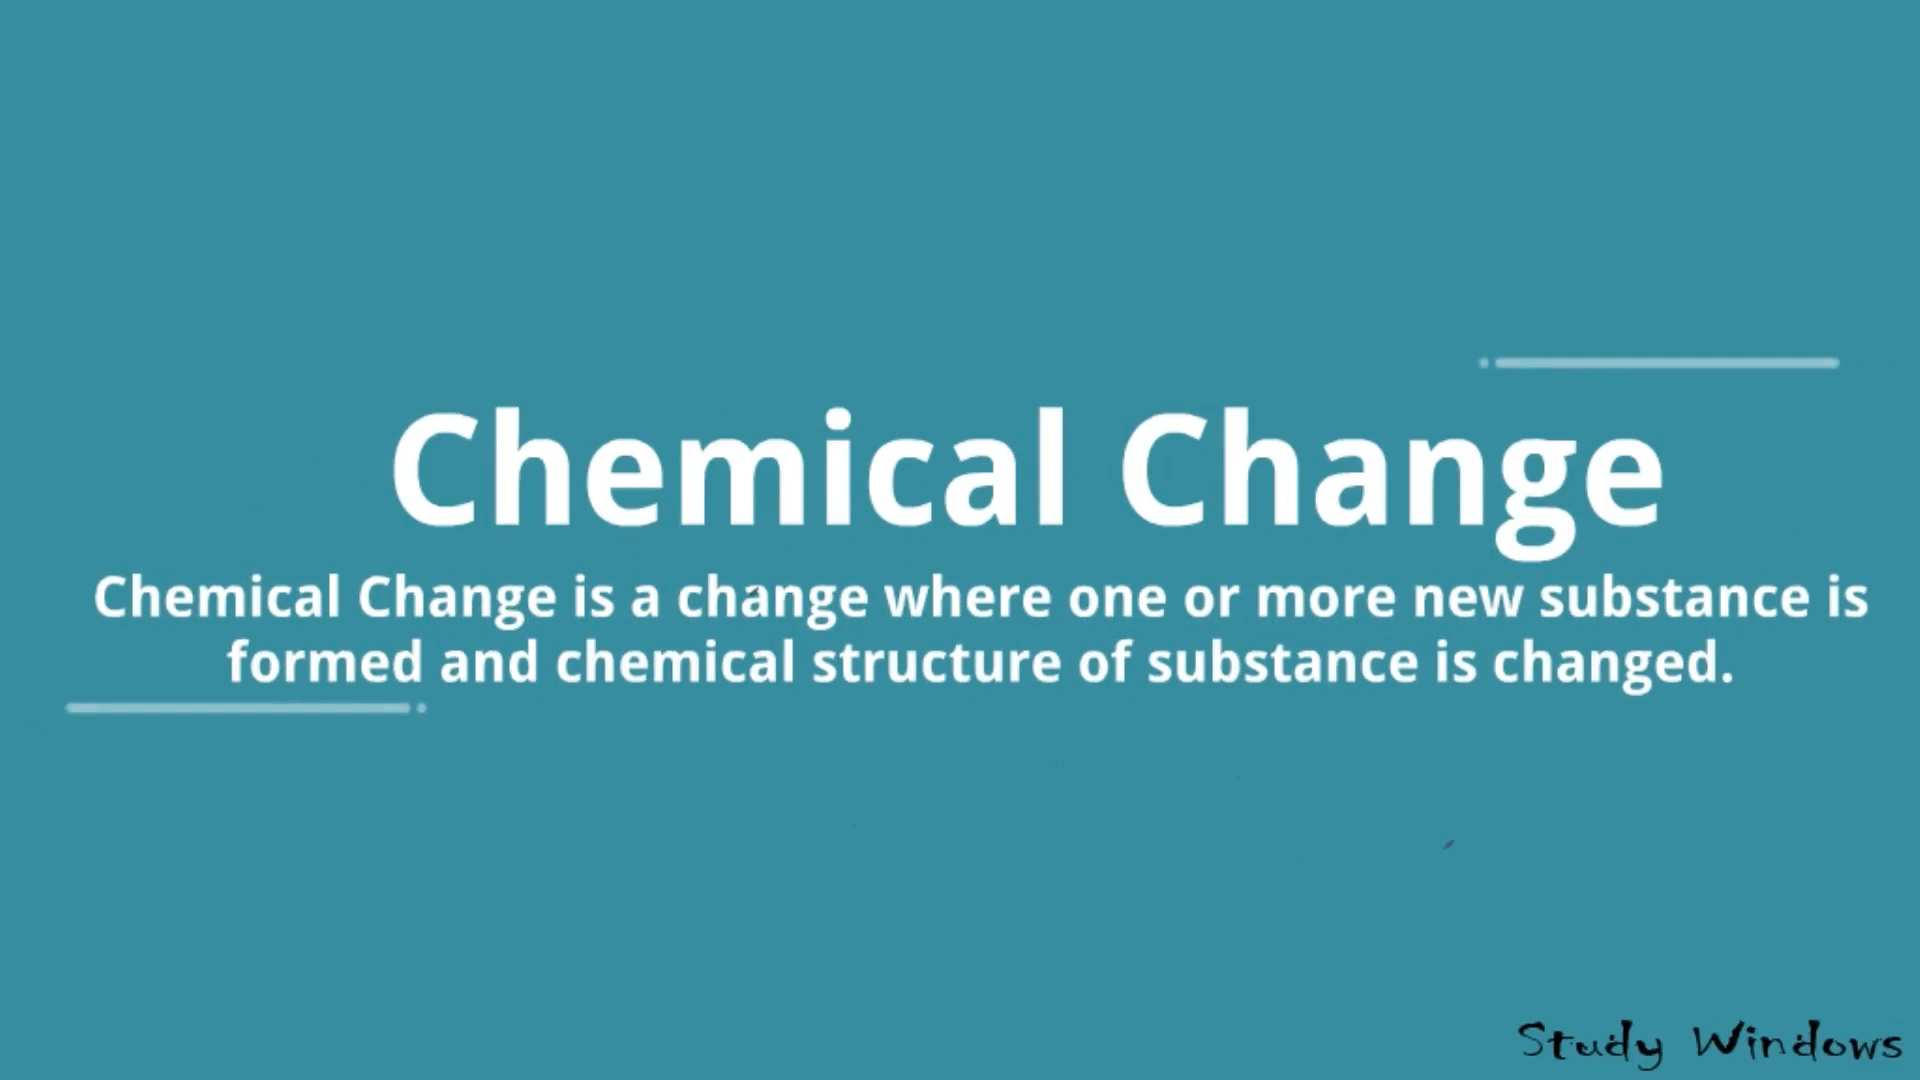 Chemical Change
Chemical Change is a change where one or more new substance is
formed and chemical structure of substance is changed.
Study Windows